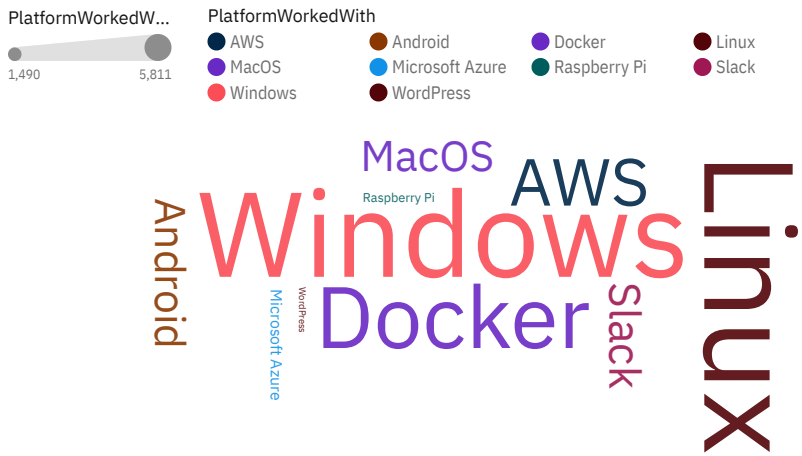 PlatformWorkedW...
1,490
5,811
PlatformWorkedWith
AWS
Android
Docker
Linux
MacOS
Microsoft Azure
Raspberry Pi
Slack
Windows
WordPress
MacOS
AWS
Linux
Raspberry Pi
Android
Windows
Microsoft Azure
WordPress
Docker
Slack